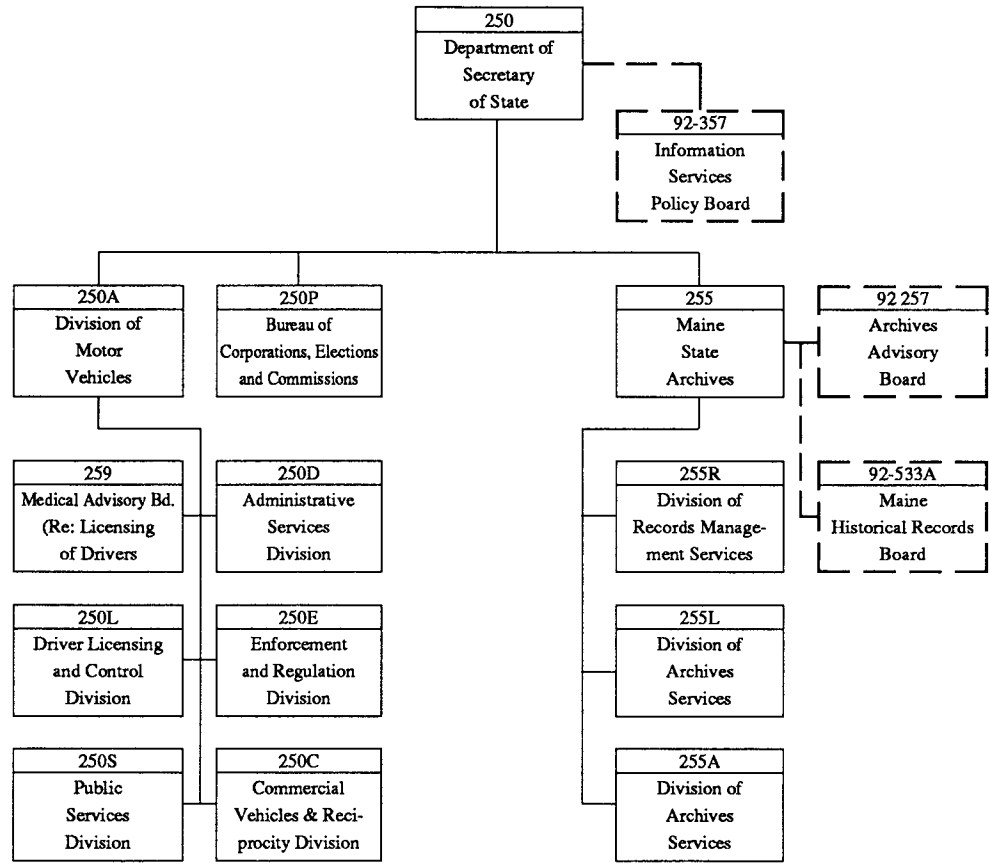 250
Department of
Secretary
of State
92-357
Information
Services
Policy Board
250A
Division of
Motor
Vehicles
250P
Bureau of
Corporations, Elections
and Commissions
255
Maine
State
Archives
92 257
Archives
Advisory
Board
259
Medical Advisory Bd.
(Re: Licensing
of Drivers
250D
Administrative
Services
Division
255R
Division of
Records Manage-
ment Services
92-533A
Maine
Historical Records
Board
250L
Driver Licensing
and Control
Division
250E
Enforcement
and Regulation
Division
255L
Division of
Archives
Services
250S
Public
Services
Division
250C
Commercial
Vehicles & Reci-
procity Division
255A
Division of
Archives
Services